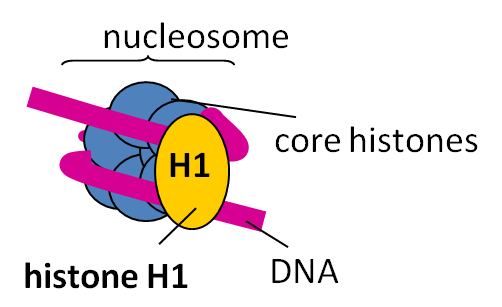 nucleosome
core histones
H1
histone H1
DNA